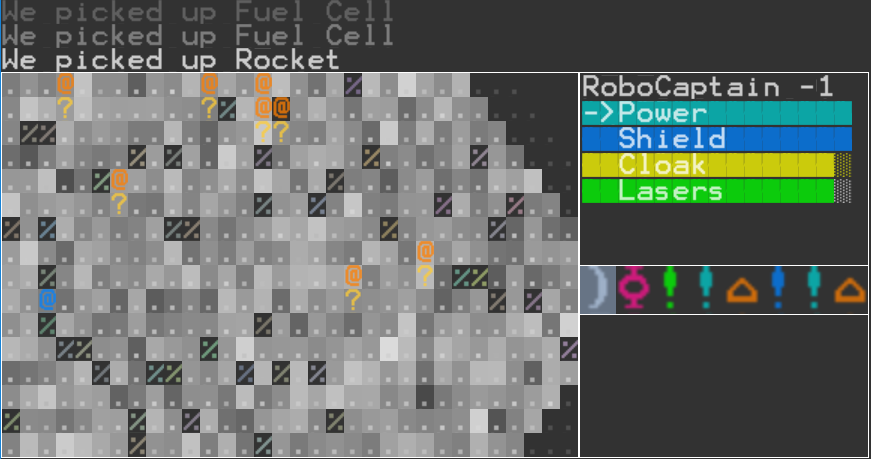 We picked up Fuel Cell
We picked up Fuel Cell
We picked up Rocket
RoboCaptain -1
->Power
Shield
Cloak
Lasers